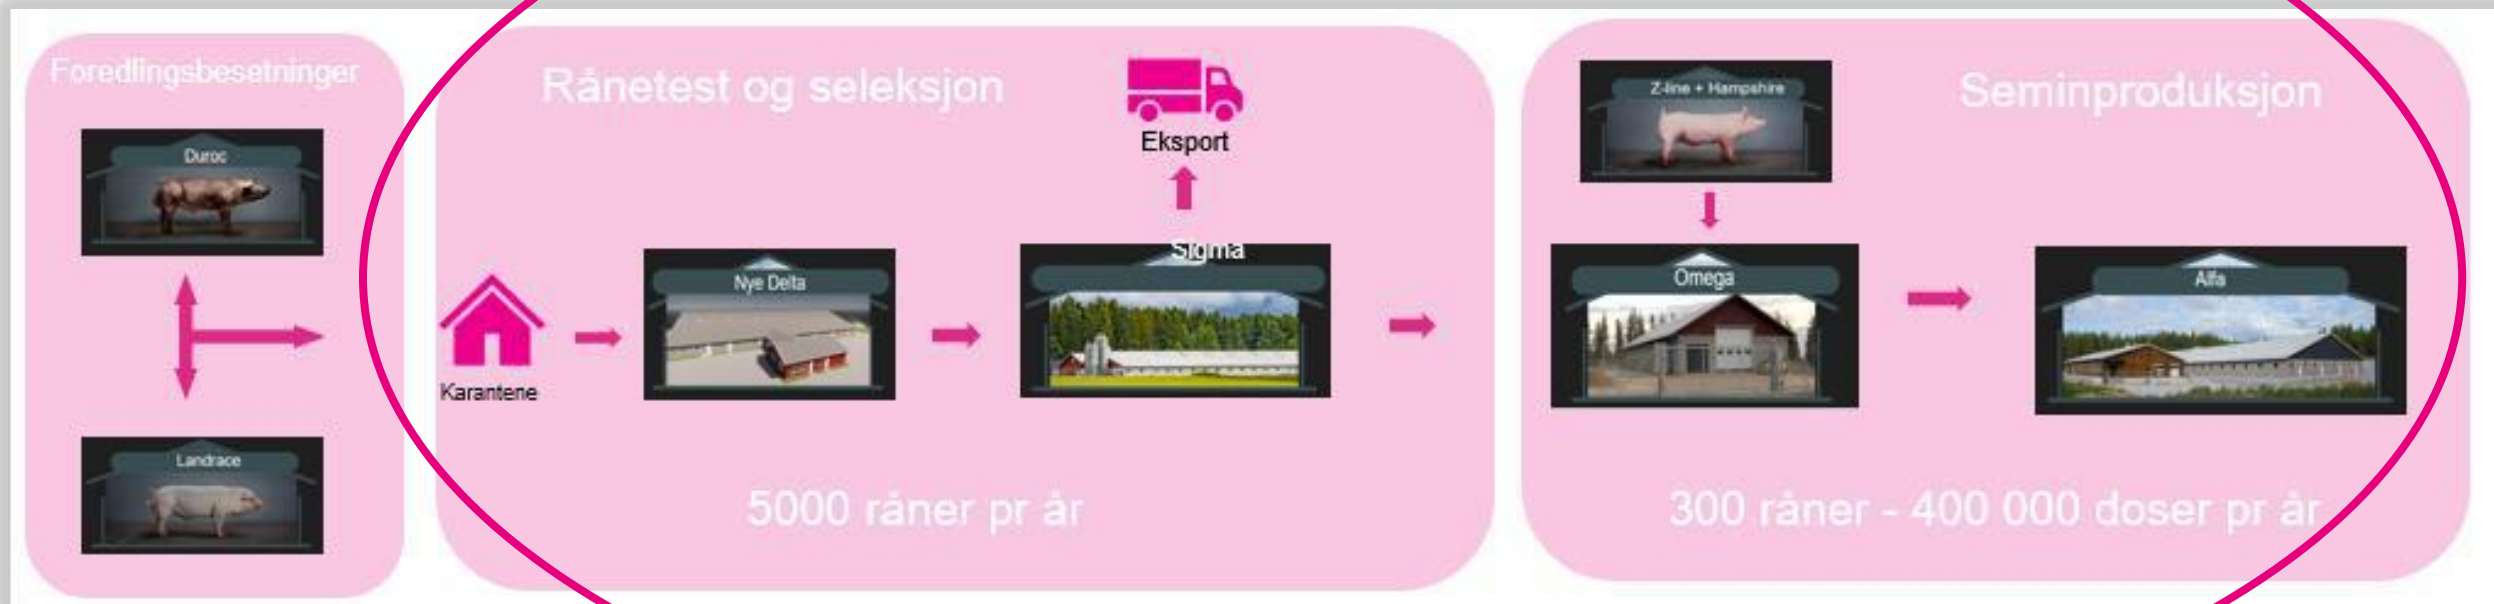 Foredlingsbesetninger
Duroc
Landrace
Rånetest og seleksjon
Eksport
Karantene
Nye Delta
Sigma
5000 råner pr år
Seminproduksjon
Z-line + Hampshire
Omega
Alfa
300 råner - 400 000 doser pr år